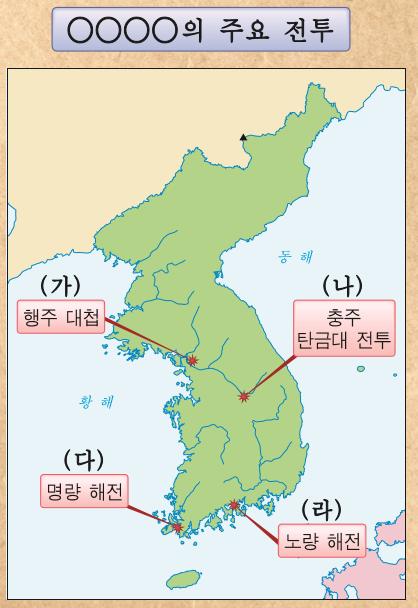 ○○○○의 주요 전투
동해
(가)
행주 대첩
(나)
충주
탄금대 전투
황해
(다)
명량 해전
(라)
노량 해전